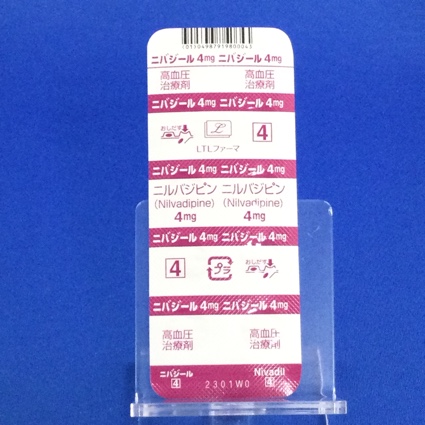 (01)04987919800043
ニバジール 4mg ニバジール 4mg
高血圧 高血圧
治療剤 治療剤
ニバジール 4mg ニバジール 4mg
おしだす 4
LTLファーマ
ニバジール 4mg ニバジール 4mg
ニルバジピン ニルバジピン
(Nilvadipine) (Nilvadipine)
4mg 4mg
ニバジール 4mg ニバジール 4mg
4 プラ おしだす
ニバジール 4mg ニバジール 4mg
高血圧 高血圧
治療剤 治療剤
ニバジール Nivadil
4 2301W0 4